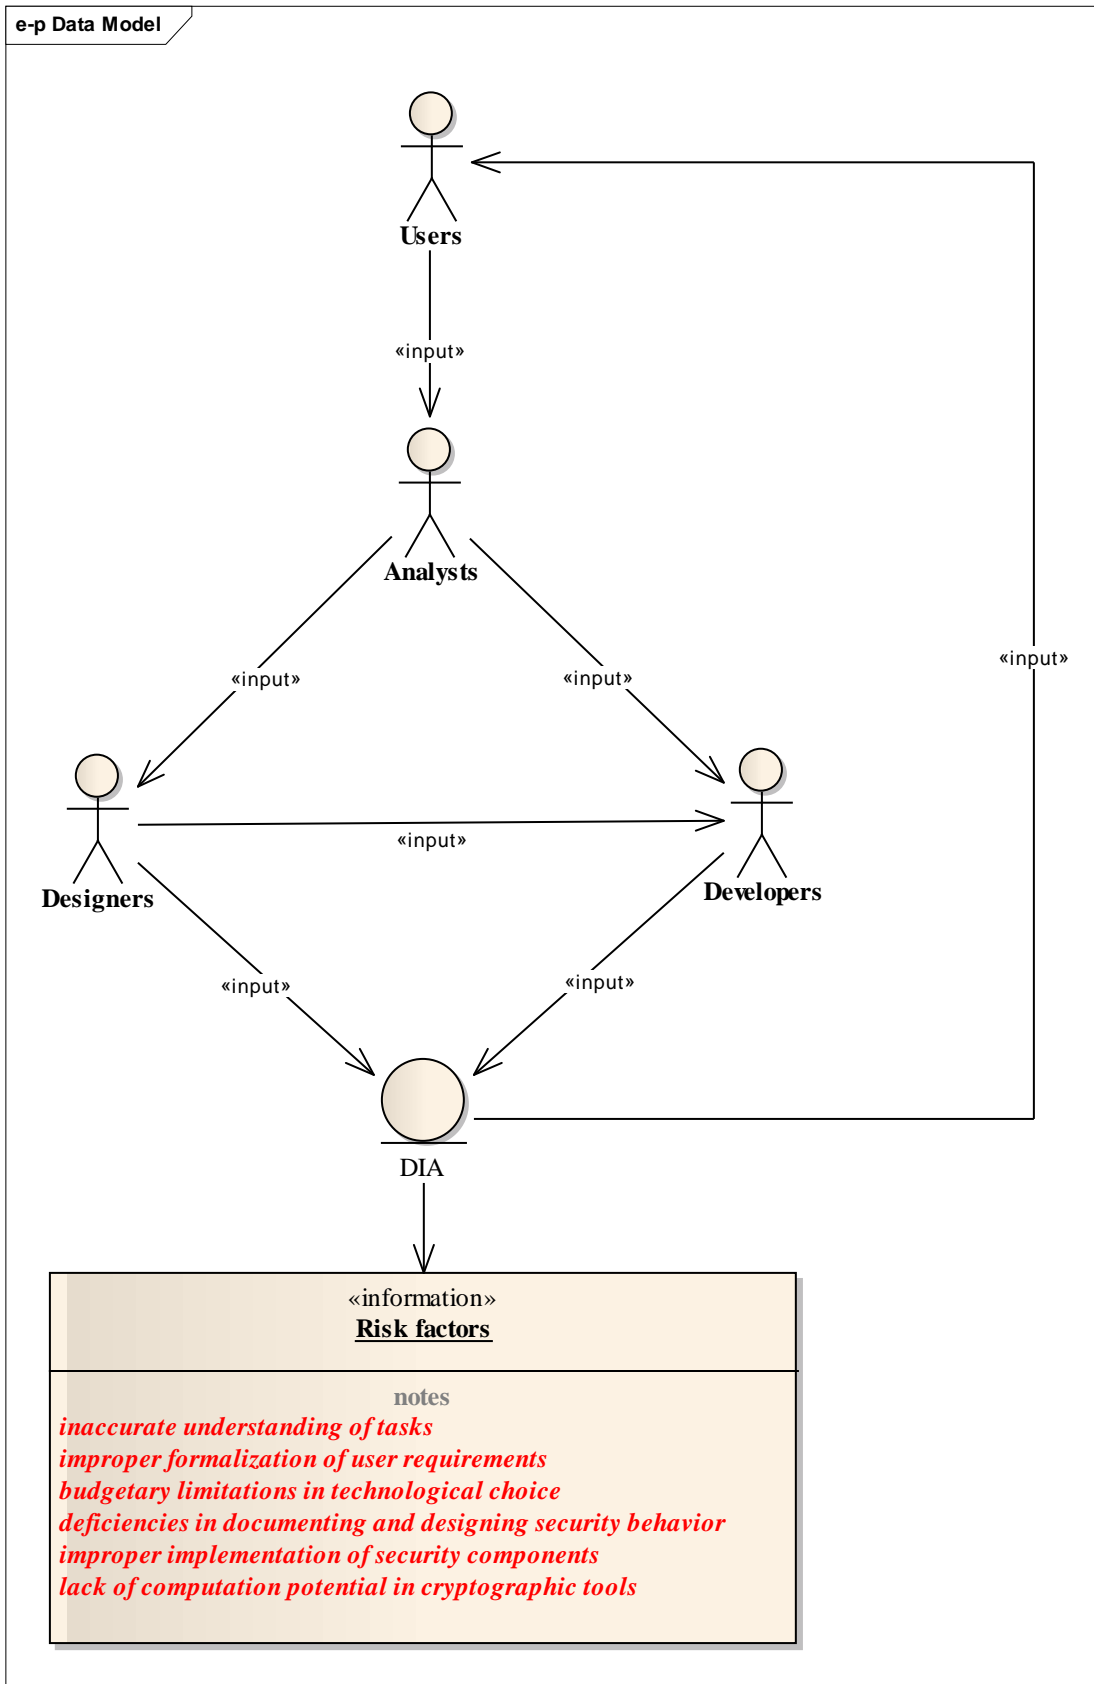 e-p Data Model
Users
«input»
Analysts
«input»
«input»
«input»
Designers
«input»
Developers
«input»
«input»
DIA
«information»
Risk factors
notes
inaccurate understanding of tasks
improper formalization of user requirements
budgetary limitations in technological choice
deficiencies in documenting and designing security behavior
improper implementation of security components
lack of computation potential in cryptographic tools